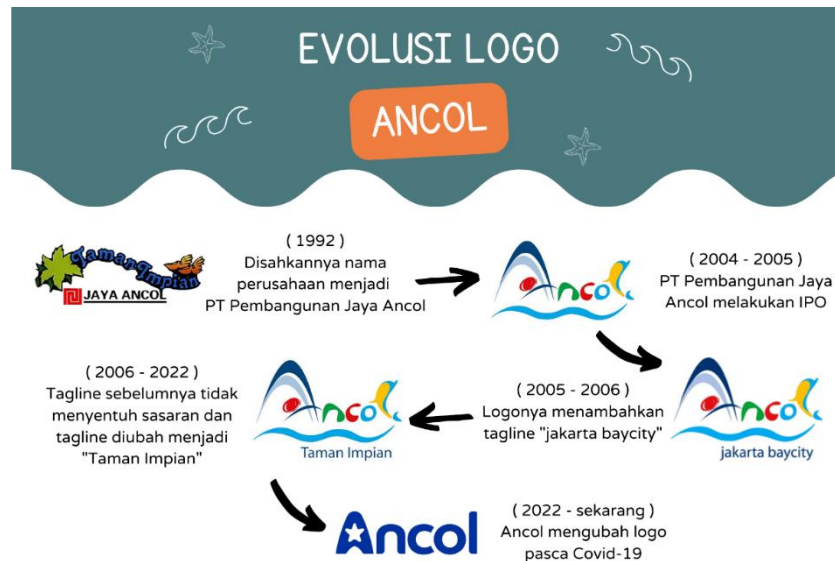 EVOLUSI LOGO
ANCOL
Taman Impian
JAYA ANCOL
( 1992 )
Disahkannya nama
perusahaan menjadi
PT Pembangunan Jaya Ancol
Ancol
( 2004 - 2005 )
PT Pembangunan Jaya
Ancol melakukan IPO
( 2006 - 2022 )
Tagline sebelumnya tidak
menyentuh sasaran dan
tagline diubah menjadi
"Taman Impian"
Ancol
Taman Impian
( 2005 - 2006 )
Logonya menambahkan
tagline "jakarta baycity"
Ancol
jakarta baycity
Ancol
( 2022 - sekarang )
Ancol mengubah logo
pasca Covid-19